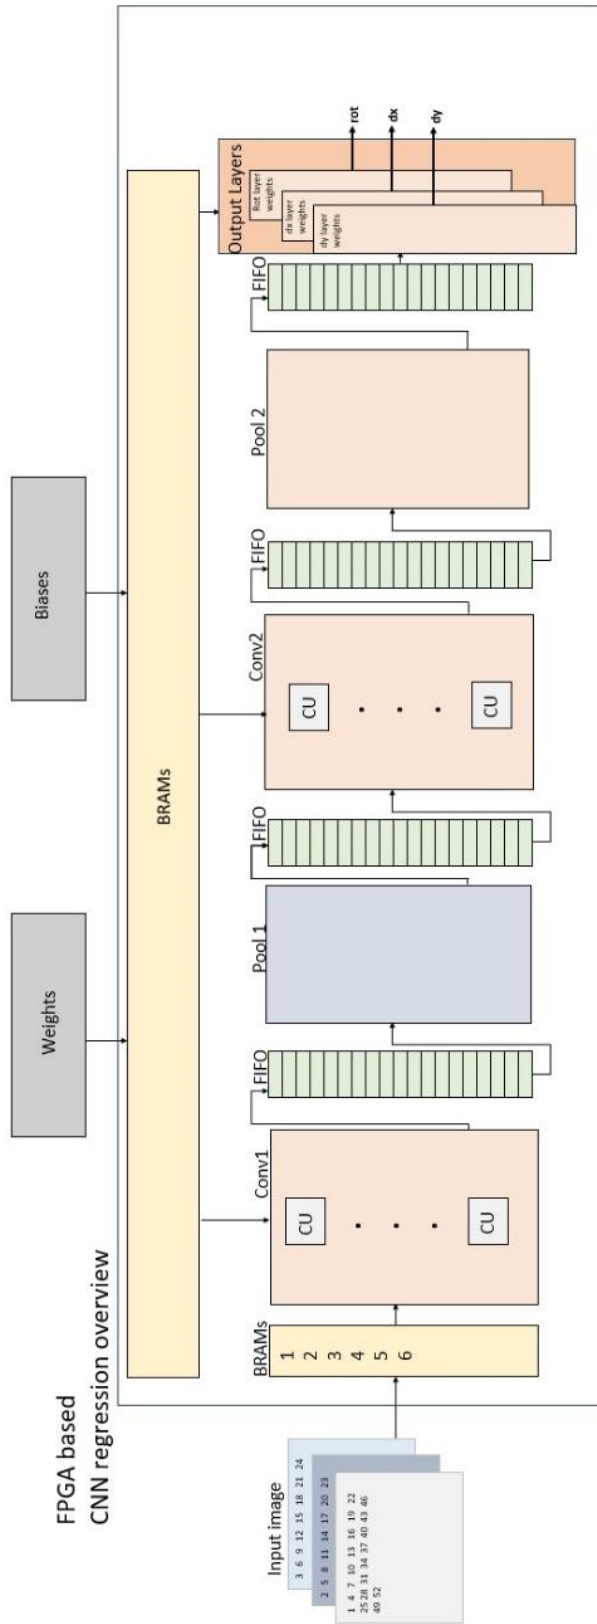 FPGA based
CNN regression overview
Weights
Biases
BRAMs
Input image
3 6 9 12 15 18 21 24
2 5 8 11 14 17 20 23
1 4 7 10 13 16 19 22
25 28 31 34 37 40 43 46
49 52
BRAMs
1
2
3
4
5
6
Conv1
CU
CU
FIFO
Pool 1
FIFO
Conv2
CU
CU
FIFO
Pool 2
FIFO
Output Layers
Rot layer
weights
dx layer
weights
dy layer
weights
rot
dx
dy